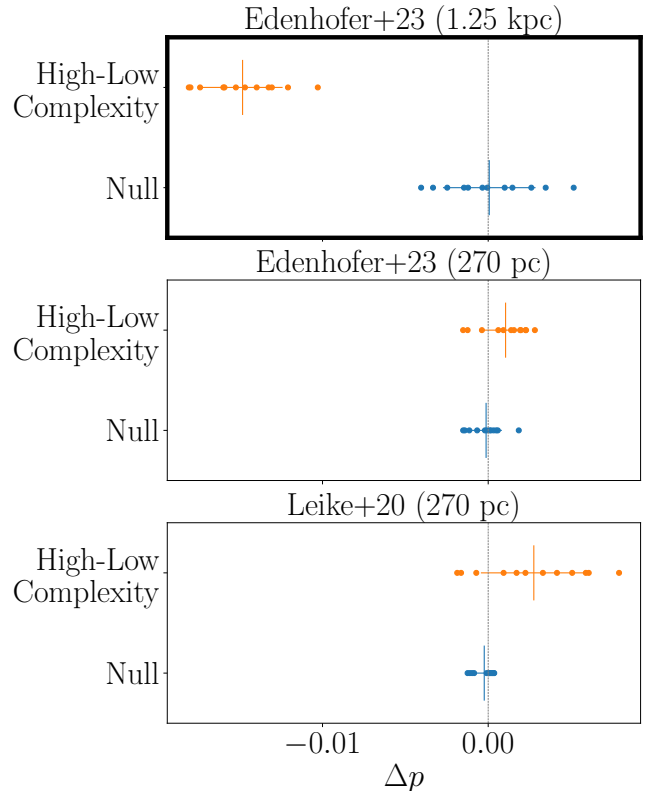 Edenhofer+23 (1.25 kpc)
High-Low
Complexity
Null
Edenhofer+23 (270 pc)
High-Low
Complexity
Null
Leike+20 (270 pc)
High-Low
Complexity
Null
−0.01 0.00
Δp